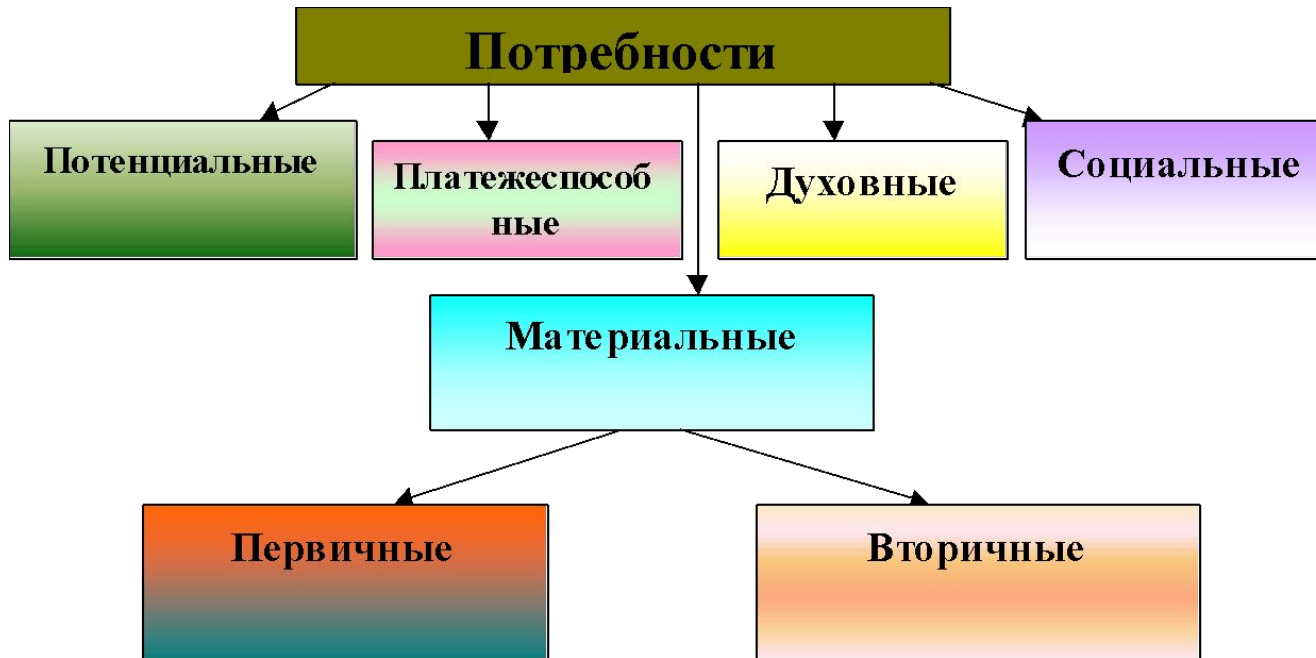 Потребности
Потенциальные
Платежеспособ
ные
Духовные
Социальные
Материальные
Первичные
Вторичные